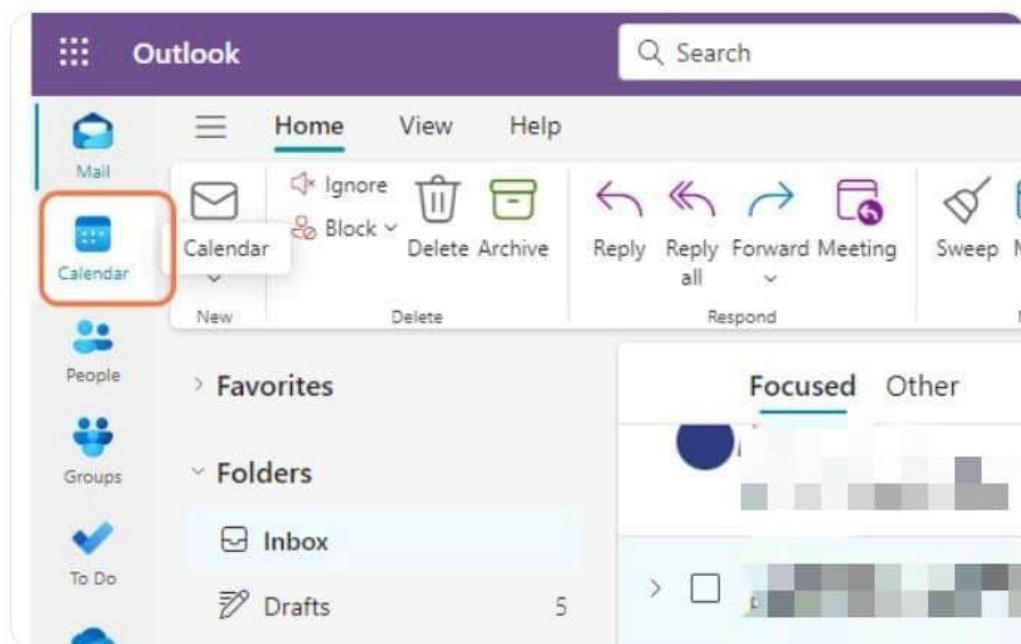 Outlook
Search
Home View Help
Mail
Calendar
People
Groups
To Do
Calendar
New
Ignore
Block
Delete Archive
Delete
Reply Reply all Forward Meeting
Respond
Sweep M
Favorites
Folders
Inbox
Drafts 5
Focused Other